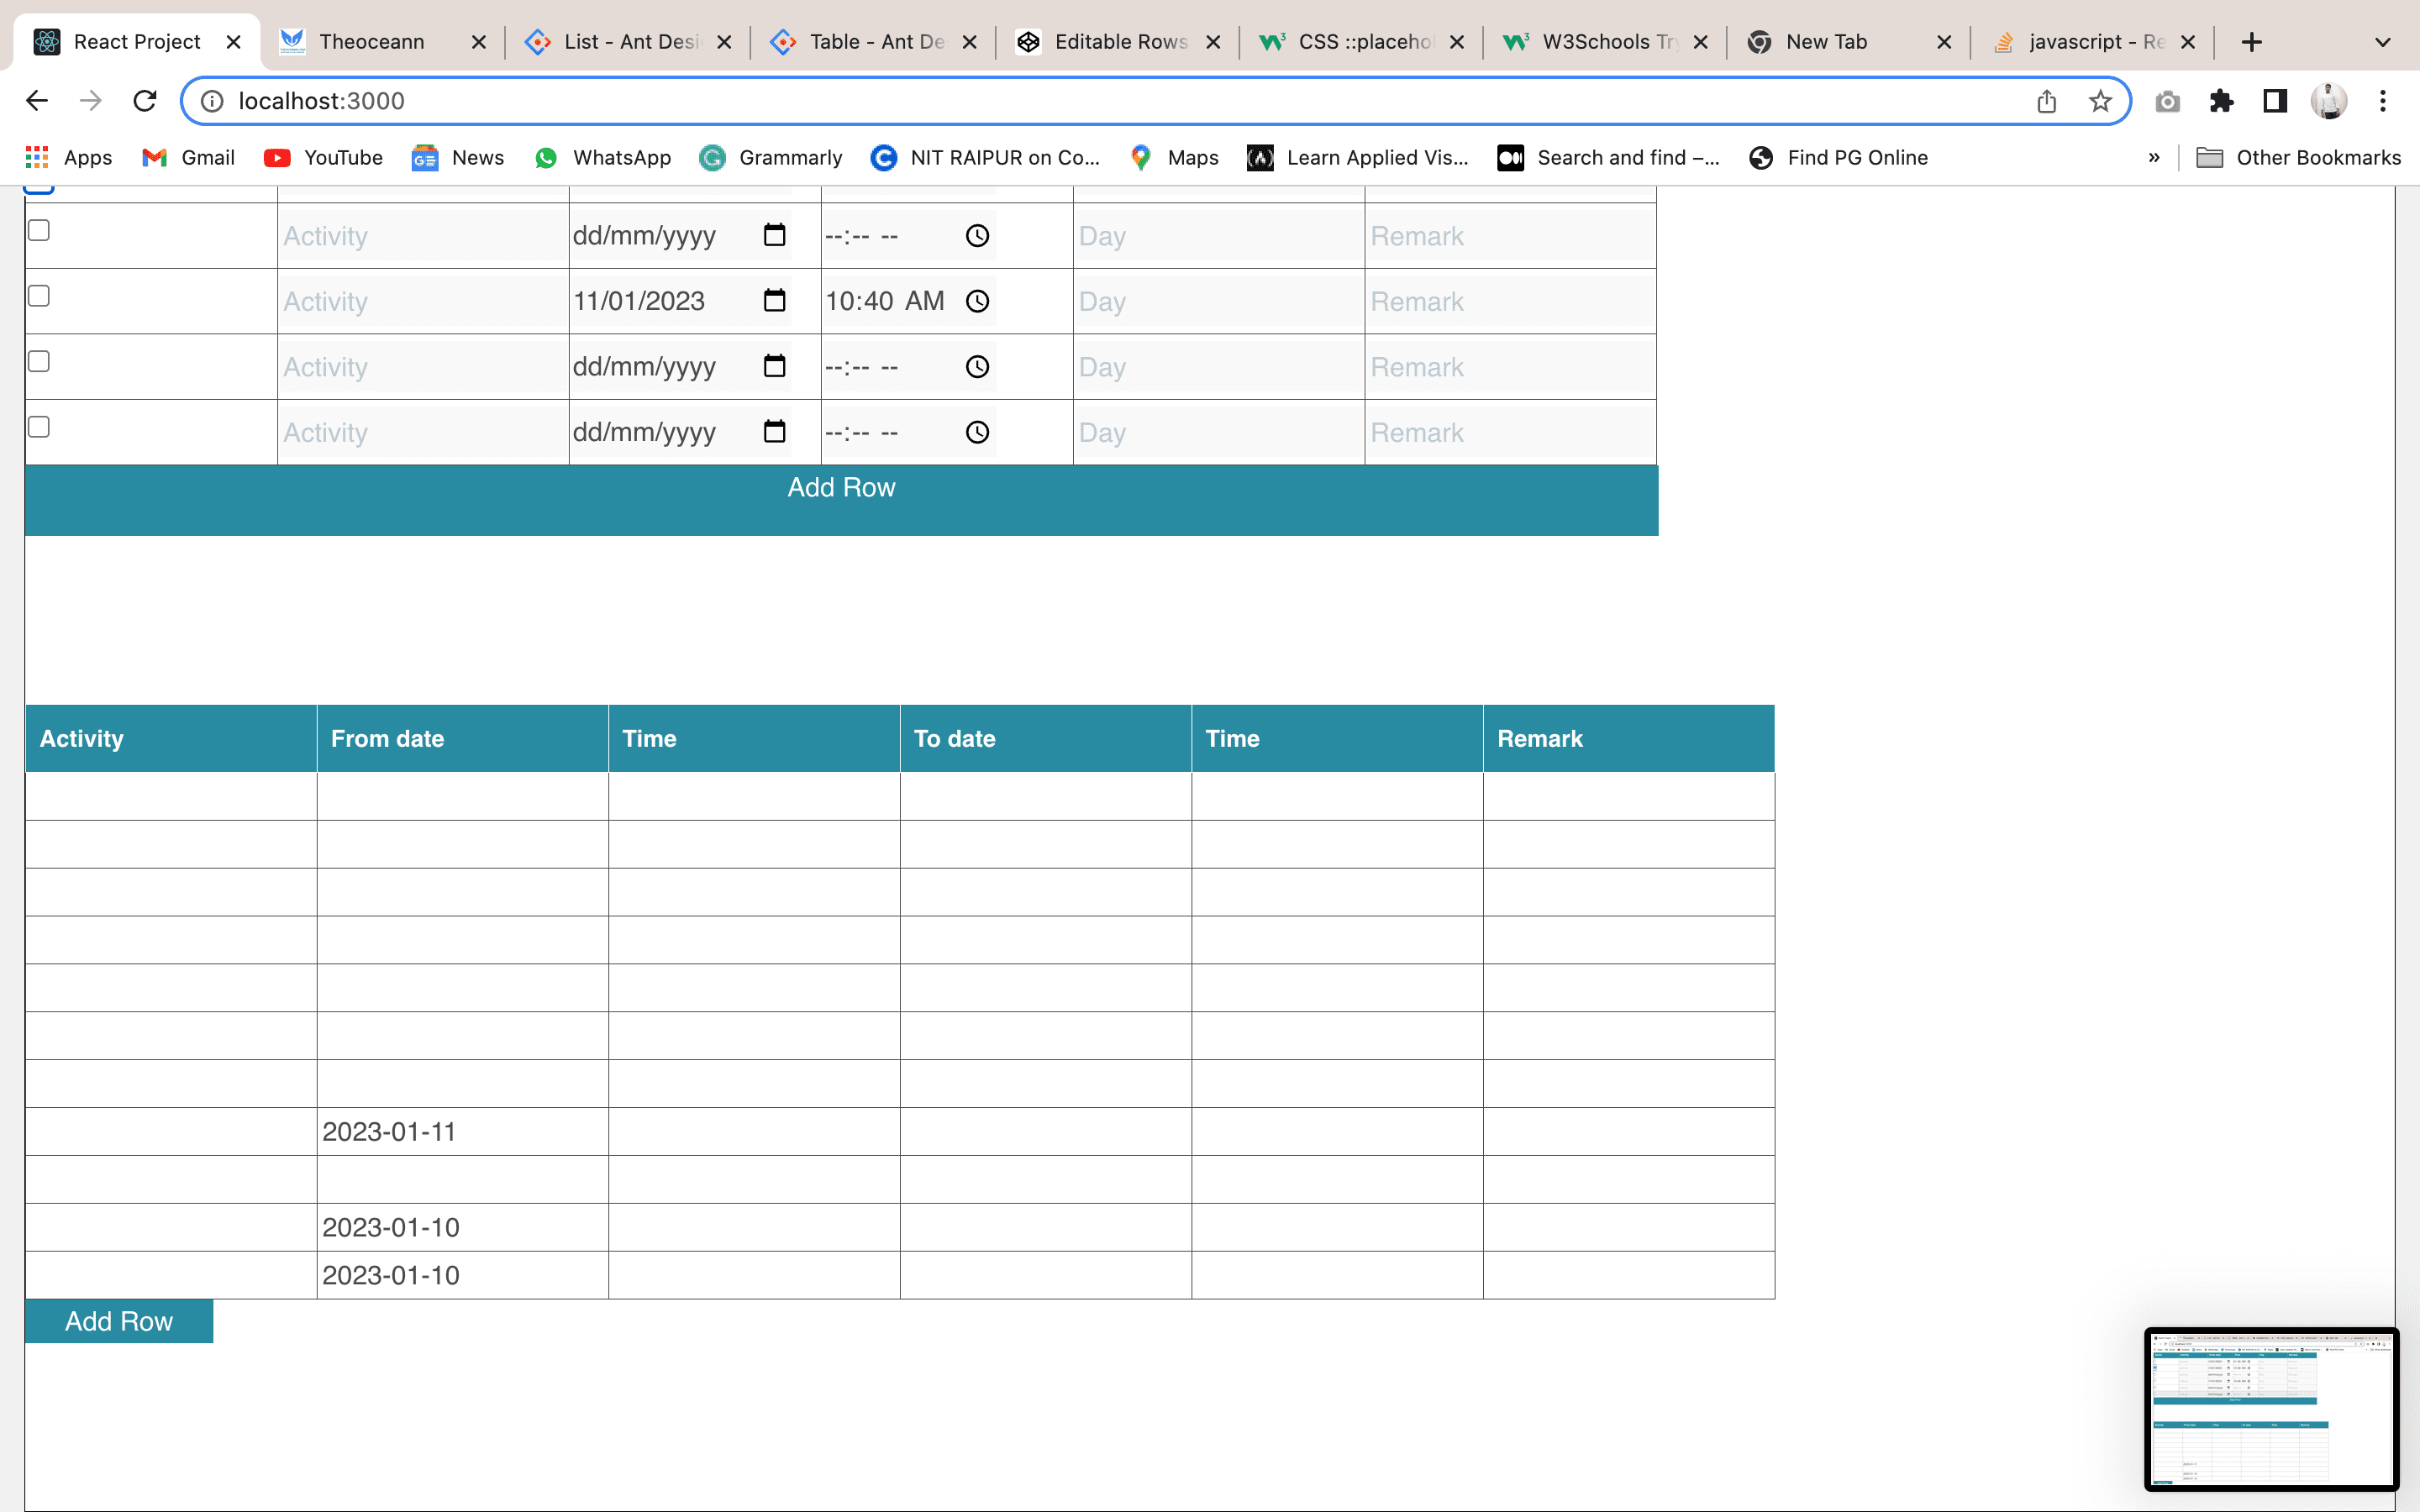 React Project
Theoceann
List - Ant Desi
Table - Ant De
Editable Rows
CSS ::placehol
W3Schools Try
New Tab
javascript - Re
localhost:3000
Apps
Gmail
YouTube
News
WhatsApp
Grammarly
NIT RAIPUR on Co...
Maps
Learn Applied Vis...
Search and find –...
Find PG Online
»
Other Bookmarks
Activity dd/mm/yyyy --:-- -- Day Remark
Activity 11/01/2023 10:40 AM Day Remark
Activity dd/mm/yyyy --:-- -- Day Remark
Activity dd/mm/yyyy --:-- -- Day Remark
Add Row
Activity From date Time To date Time Remark
2023-01-11
2023-01-10
2023-01-10
Add Row